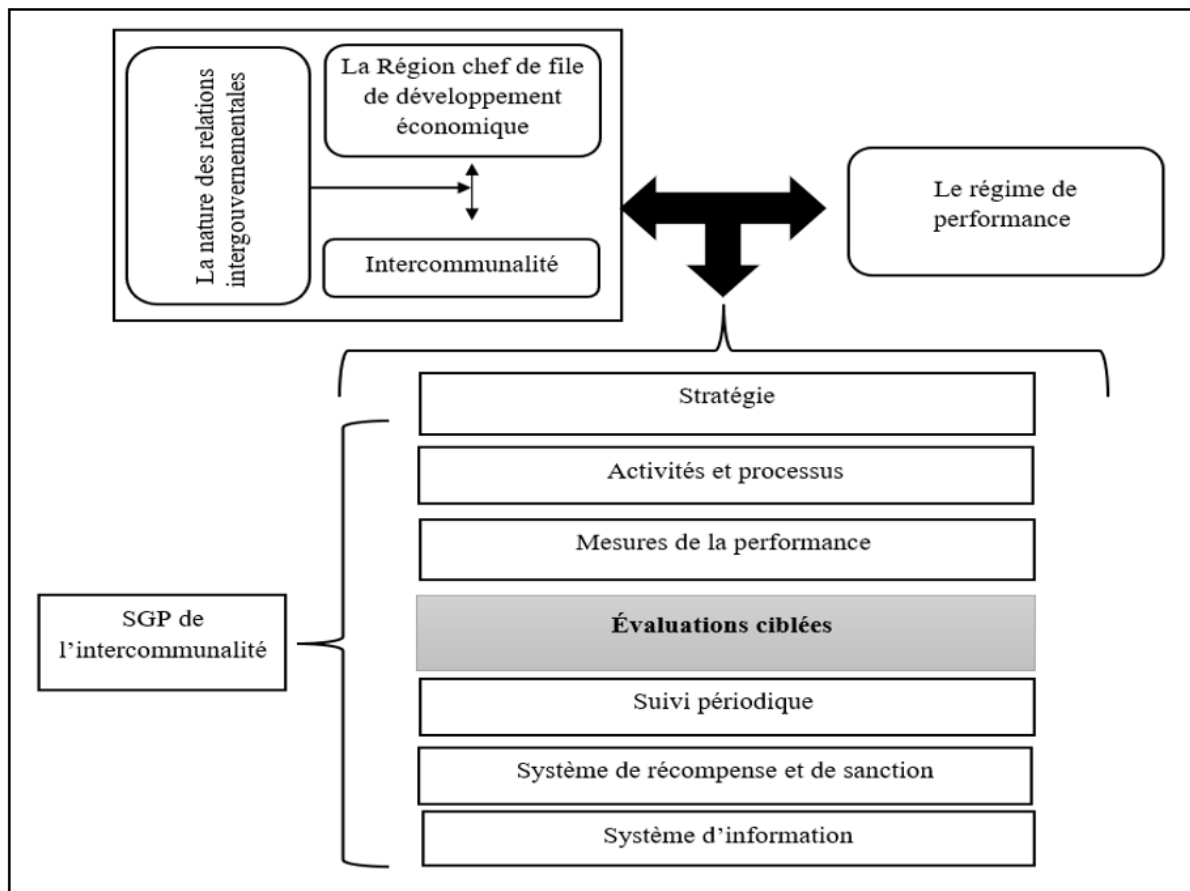 La nature des relations
intergouvernementales
La Région chef de file
de développement
économique
Intercommunalité
Le régime de
performance
Stratégie
Activités et processus
Mesures de la performance
SGP de
l’intercommunalité
Évaluations ciblées
Suivi périodique
Système de récompense et de sanction
Système d’information